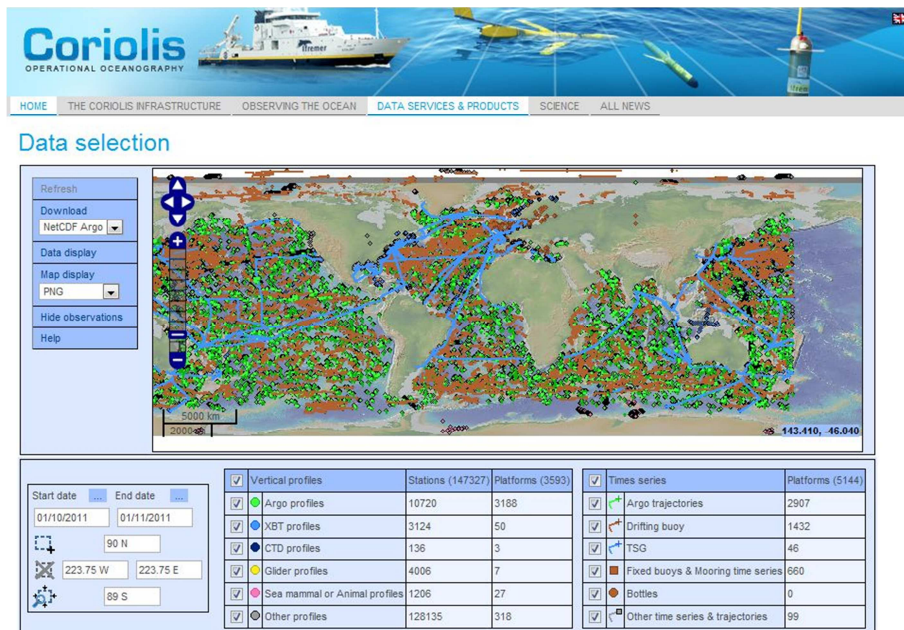 Coriolis
OPERATIONAL OCEANOGRAPHY
Ifremer
HOME THE CORIOLIS INFRASTRUCTURE OBSERVING THE OCEAN DATA SERVICES & PRODUCTS SCIENCE ALL NEWS
Data selection
Refresh
Download
NetCDF Argo
Data display
Map display
PNG
Hide observations
Help
5000 km
143.410, 46.040
Start date ... End date ...
01/10/2011 01/11/2011
90 N
223.75 W 223.75 E
89 S
Vertical profiles Stations (147327) Platforms (3593)
Argo profiles 10720 3188
XBT profiles 3124 50
CTD profiles 136 3
Glider profiles 4006 7
Sea mammal or Animal profiles 1206 27
Other profiles 128135 318
Times series Platforms (5144)
Argo trajectories 2907
Drifting buoy 1432
TSG 46
Fixed buoys & Mooring time series 660
Bottles 0
Other time series & trajectories 99